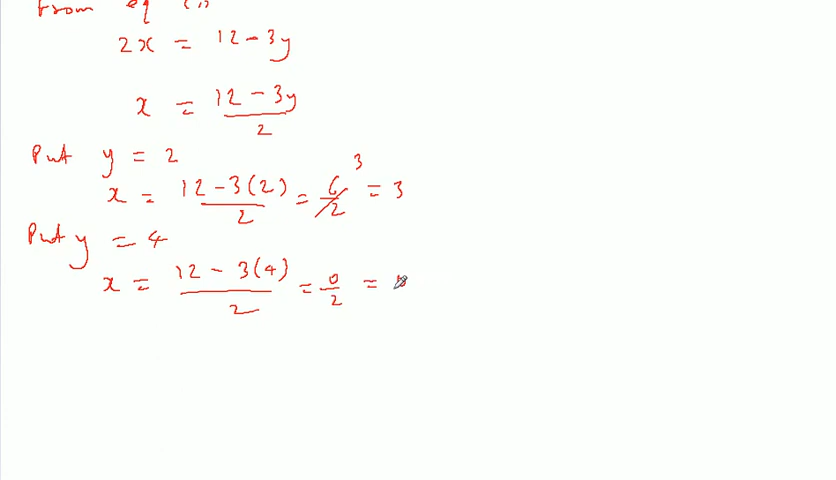 From eq
2x = 12 - 3y
x = 12 - 3y / 2
Put y = 2
x = 12 - 3(2) / 2 = 6/2 3 = 3
Put y = 4
x = 12 - 3(4) / 2 = 0/2 =